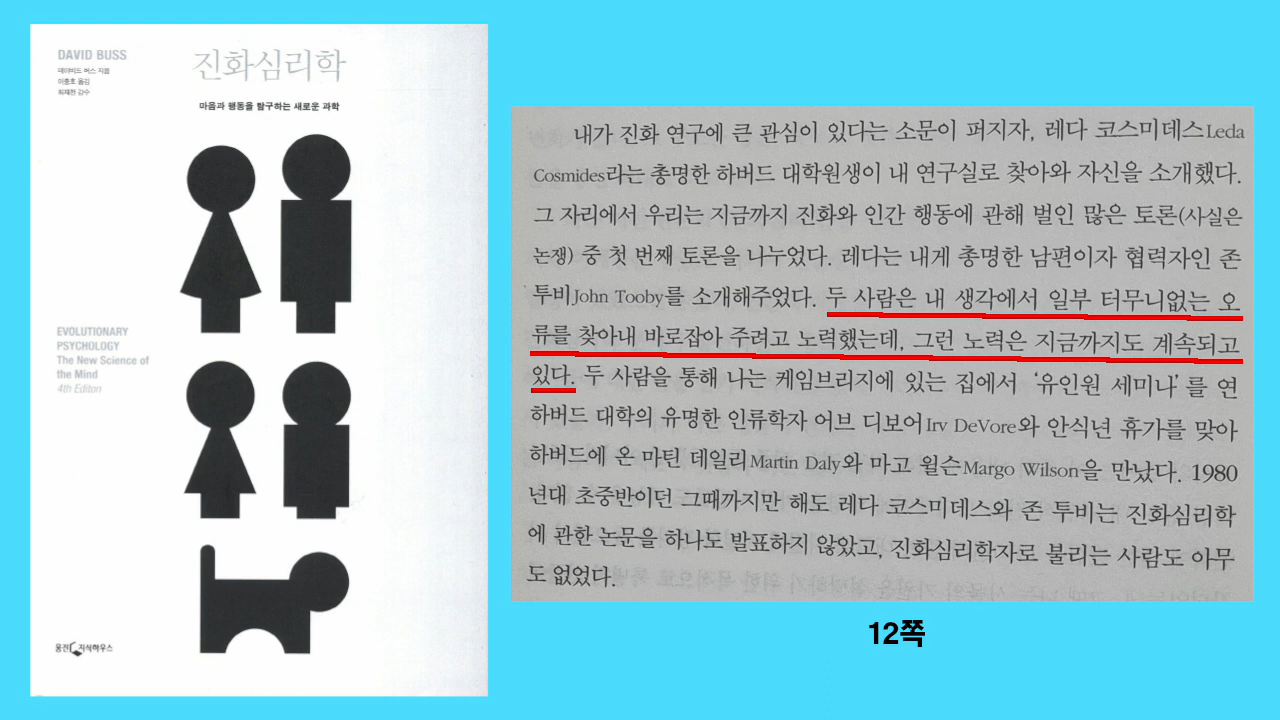 DAVID BUSS
데이비드 버스 지음
이충호 옮김
최재천 감수
진화심리학
마음과 행동을 탐구하는 새로운 과학
EVOLUTIONARY
PSYCHOLOGY
The New Science of
the Mind
4th Editon
웅진 지식하우스
내가 진화 연구에 큰 관심이 있다는 소문이 퍼지자, 레다 코스미데스Leda
Cosmides라는 총명한 하버드 대학원생이 내 연구실로 찾아와 자신을 소개했다.
그 자리에서 우리는 지금까지 진화와 인간 행동에 관해 벌인 많은 토론(사실은
논쟁) 중 첫 번째 토론을 나누었다. 레다는 내게 총명한 남편이자 협력자인 존
투비John Tooby를 소개해주었다. 두 사람은 내 생각에서 일부 터무니없는 오
류를 찾아내 바로잡아 주려고 노력했는데, 그런 노력은 지금까지도 계속되고
있다. 두 사람을 통해 나는 케임브리지에 있는 집에서 ‘유인원 세미나’를 연
하버드 대학의 유명한 인류학자 어브 디보어Irv DeVore와 안식년 휴가를 맞아
하버드에 온 마틴 데일리Martin Daly와 마고 윌슨Margo Wilson을 만났다. 1980
년대 초중반이던 그때까지만 해도 레다 코스미데스와 존 투비는 진화심리학
에 관한 논문을 하나도 발표하지 않았고, 진화심리학자로 불리는 사람도 아무
도 없었다.
12쪽